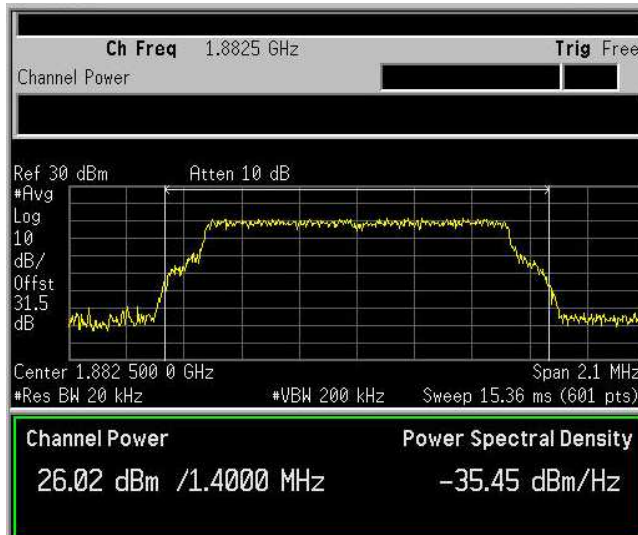 Ch Freq 1.8825 GHz Trig Free
Channel Power
Ref 30 dBm Atten 10 dB
#Avg
Log
10
dB/
Offst
31.5
dB
Center 1.882 500 0 GHz Span 2.1 MHz
#Res BW 20 kHz #VBW 200 kHz Sweep 15.36 ms (601 pts)
Channel Power Power Spectral Density
26.02 dBm /1.4000 MHz -35.45 dBm/Hz